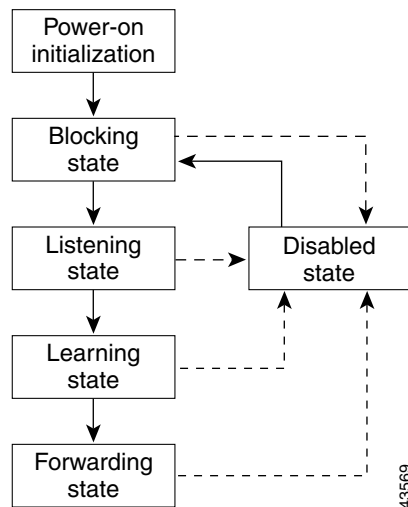 Power-on
initialization
Blocking
state
Listening
state
Disabled
state
Learning
state
Forwarding
state
43569